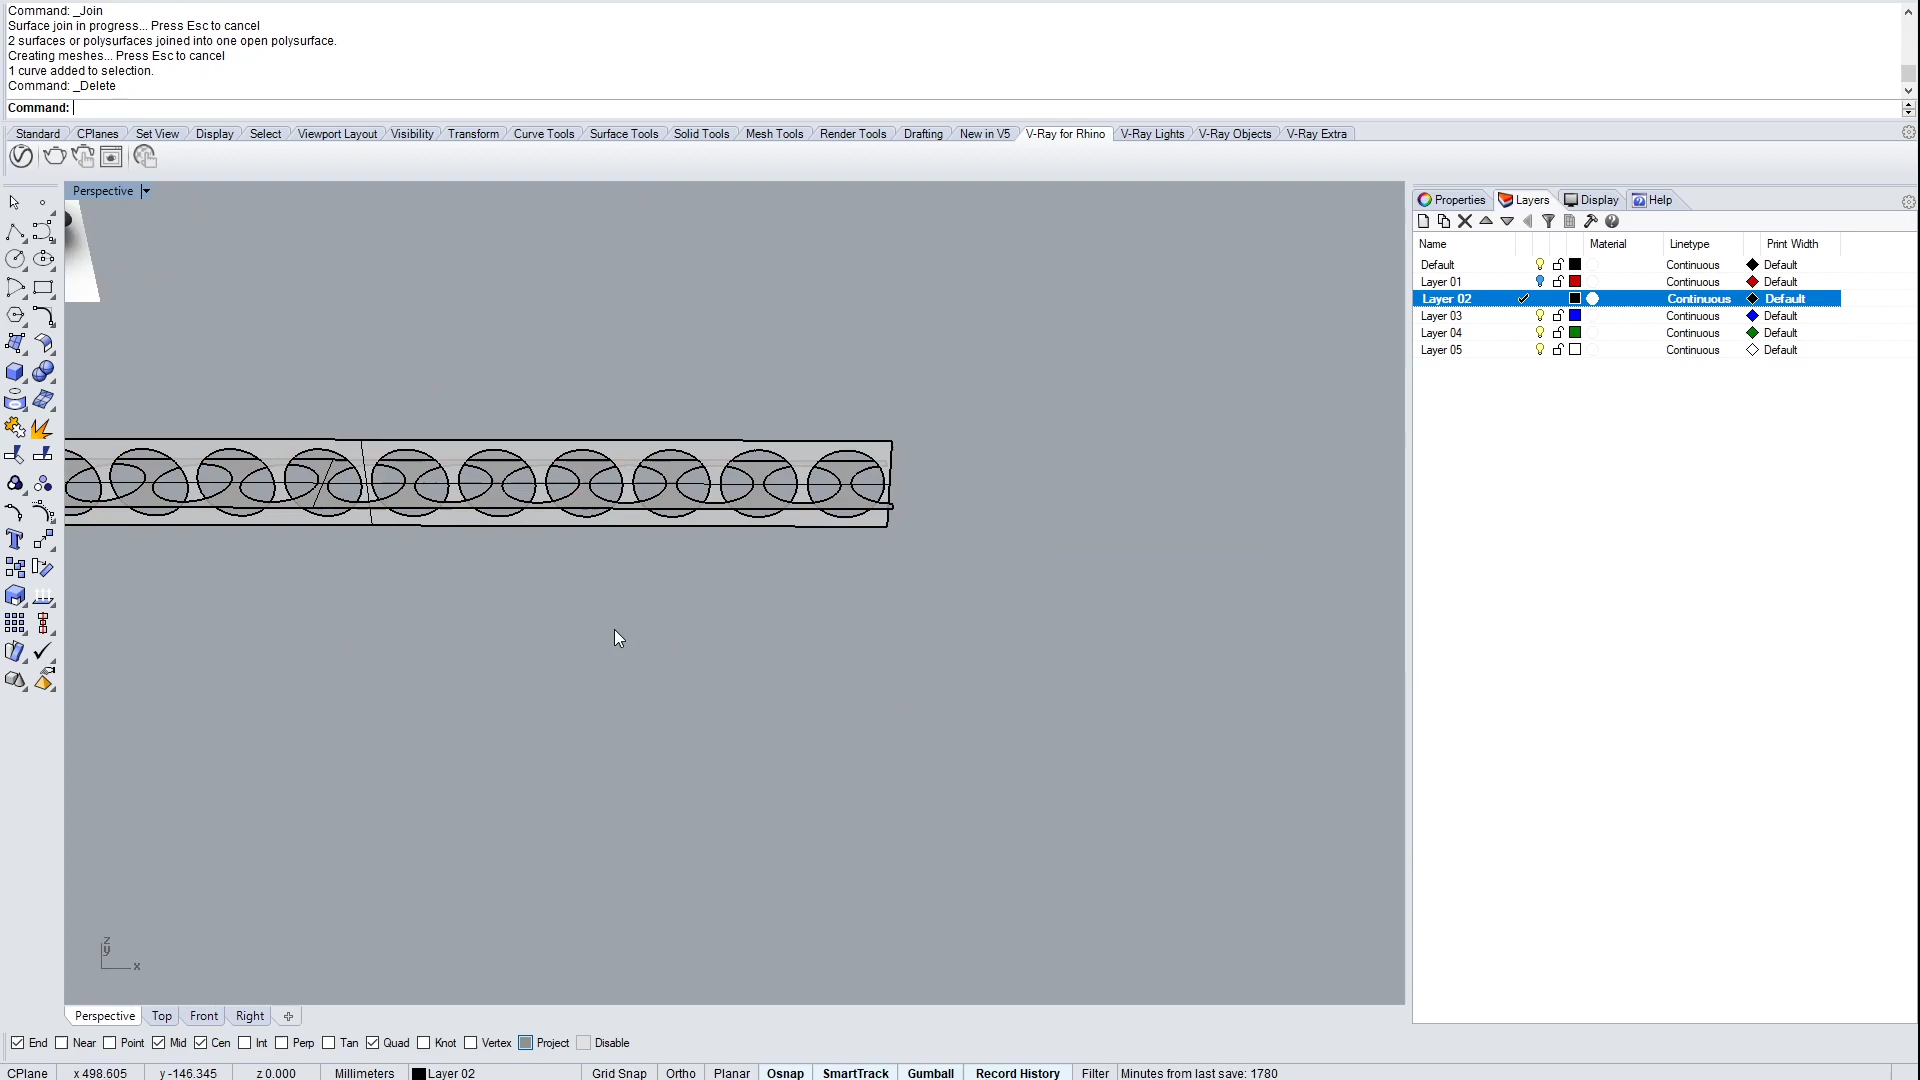 Command: _Join
Surface join in progress... Press Esc to cancel
2 surfaces or polysurfaces joined into one open polysurface.
Creating meshes... Press Esc to cancel
1 curve added to selection.
Command: _Delete
Command:
Standard CPlanes Set View Display Select Viewport Layout Visibility Transform Curve Tools Surface Tools Solid Tools Mesh Tools Render Tools Drafting New in V5 V-Ray for Rhino V-Ray Lights V-Ray Objects V-Ray Extra
Perspective
Properties Layers Display Help
Name Material Linetype Print Width
Default Continuous Default
Layer 01 Continuous Default
Layer 02 Continuous Default
Layer 03 Continuous Default
Layer 04 Continuous Default
Layer 05 Continuous Default
z
y
x
Perspective Top Front Right
End Near Point Mid Cen Int Perp Tan Quad Knot Vertex Project Disable
CPlane x 498.605 y -146.345 z 0.000 Millimeters Layer 02 Grid Snap Ortho Planar Osnap SmartTrack Gumball Record History Filter Minutes from last save: 1780